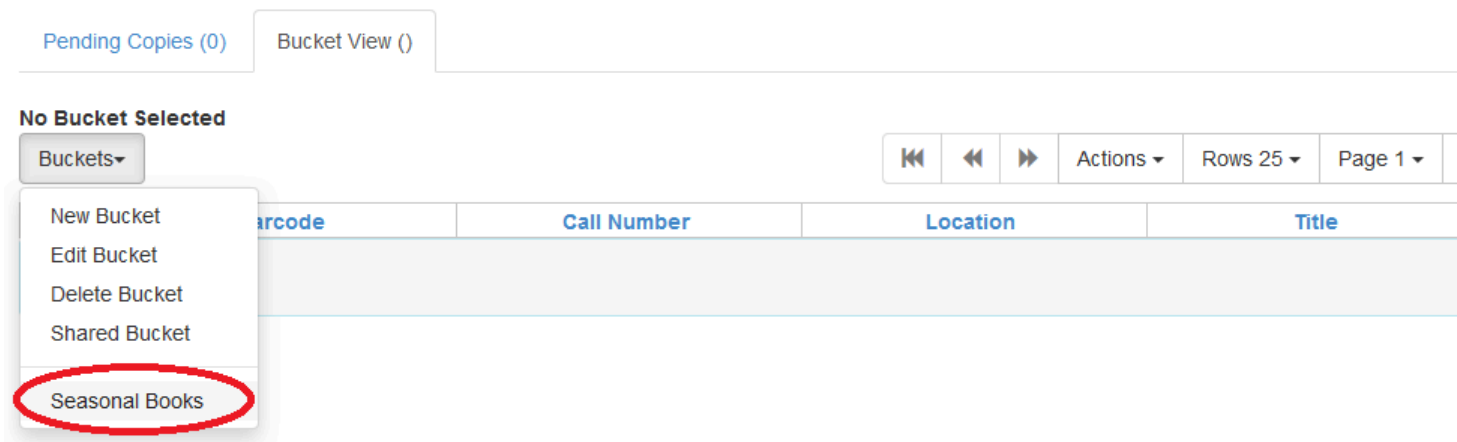 Pending Copies (0) Bucket View ()
No Bucket Selected
Buckets
Actions Rows 25 Page 1
New Bucket
Edit Bucket
Delete Bucket
Shared Bucket
Seasonal Books
arcode Call Number Location Title